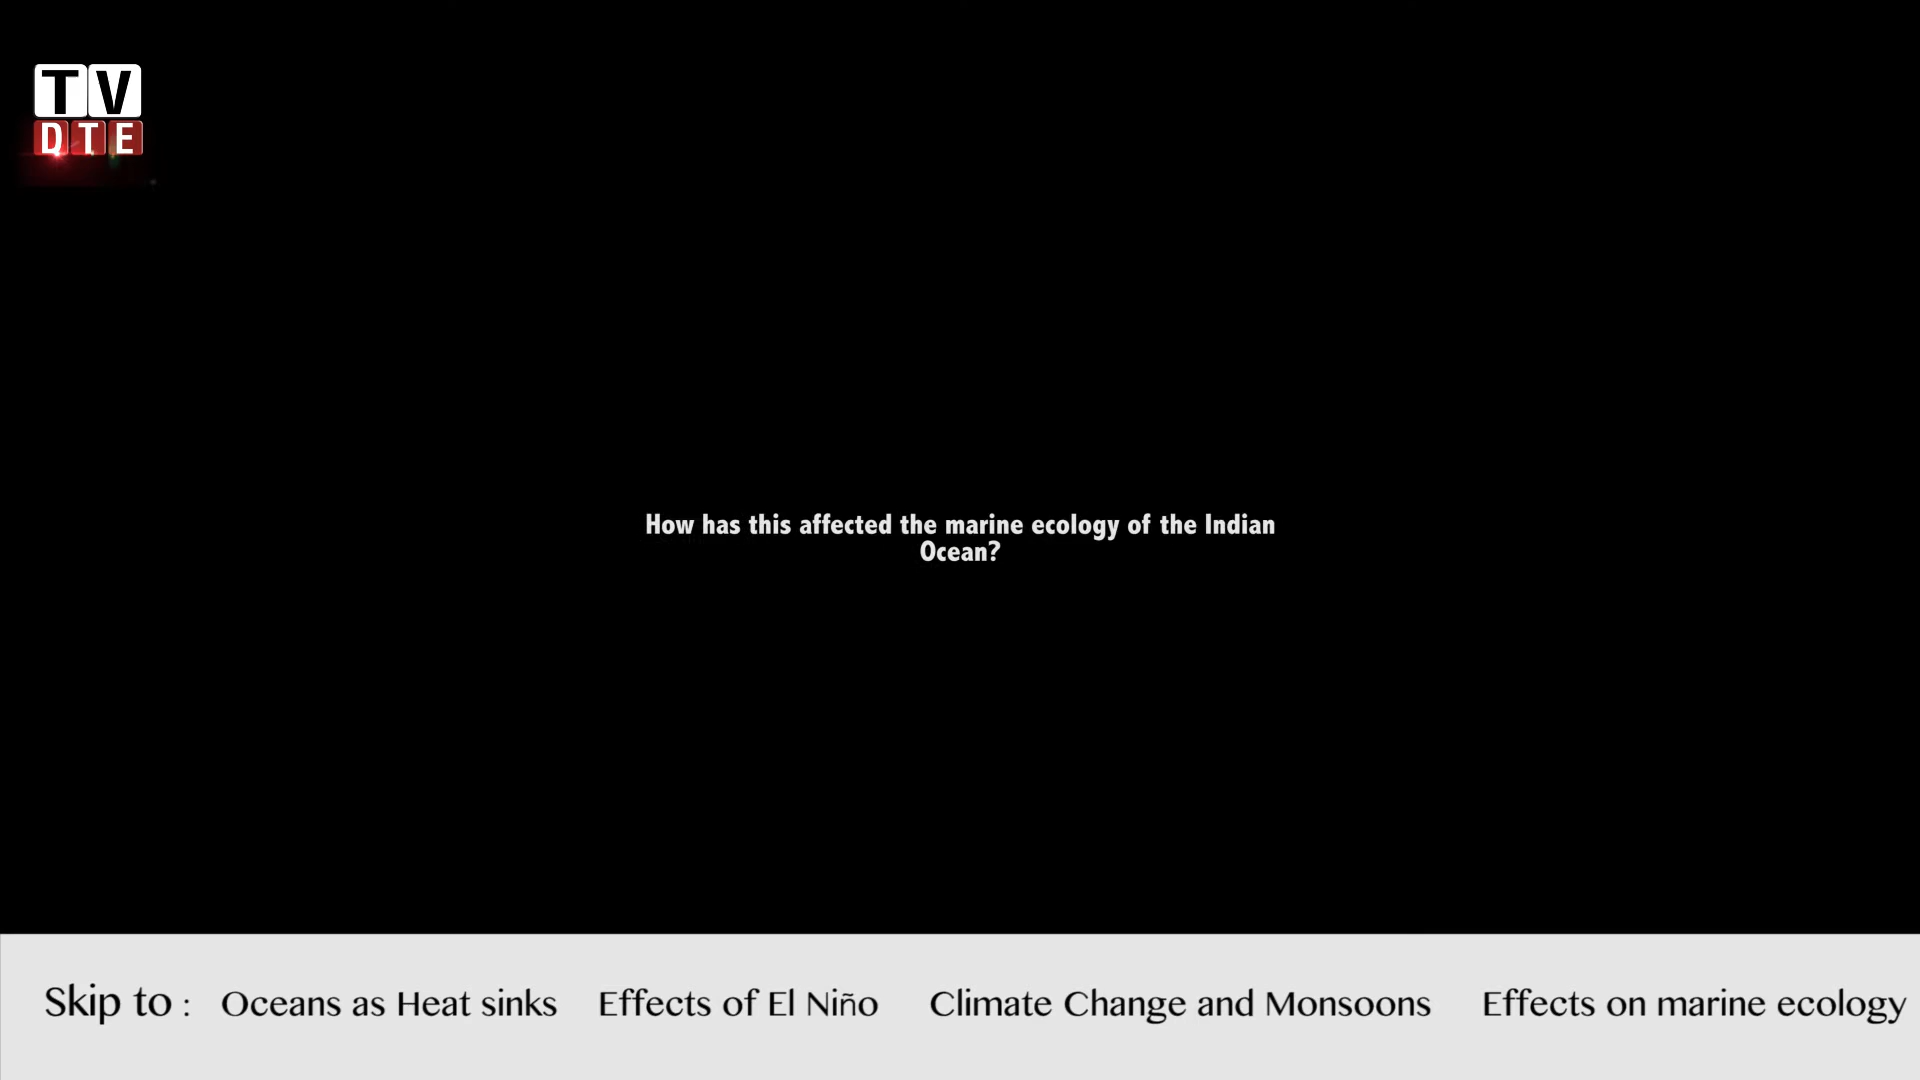 TV
DTE
How has this affected the marine ecology of the Indian
Ocean?
Skip to : Oceans as Heat sinks Effects of El Niño Climate Change and Monsoons Effects on marine ecology